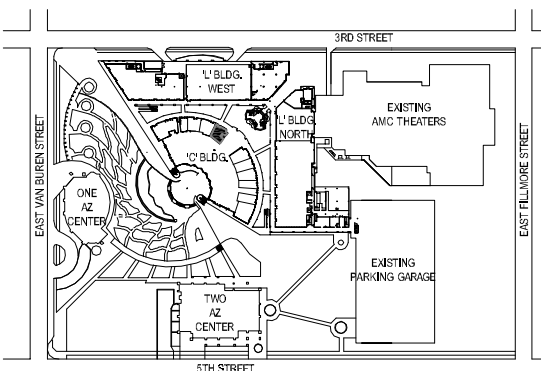 3RD STREET
'L' BLDG.
WEST
'L' BLDG.
NORTH
EXISTING
AMC THEATERS
'C' BLDG.
EAST VAN BUREN STREET
ONE
AZ
CENTER
EAST FILLMORE STREET
EXISTING
PARKING GARAGE
TWO
AZ
CENTER
5TH STREET